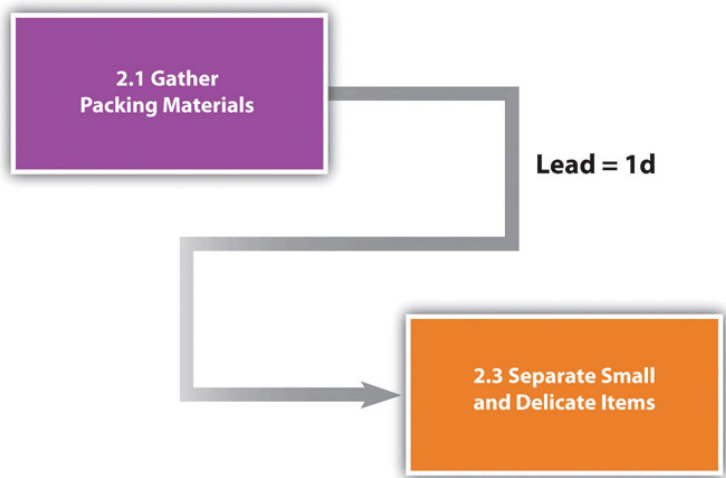 2.1 Gather
Packing Materials
Lead = 1d
2.3 Separate Small
and Delicate Items